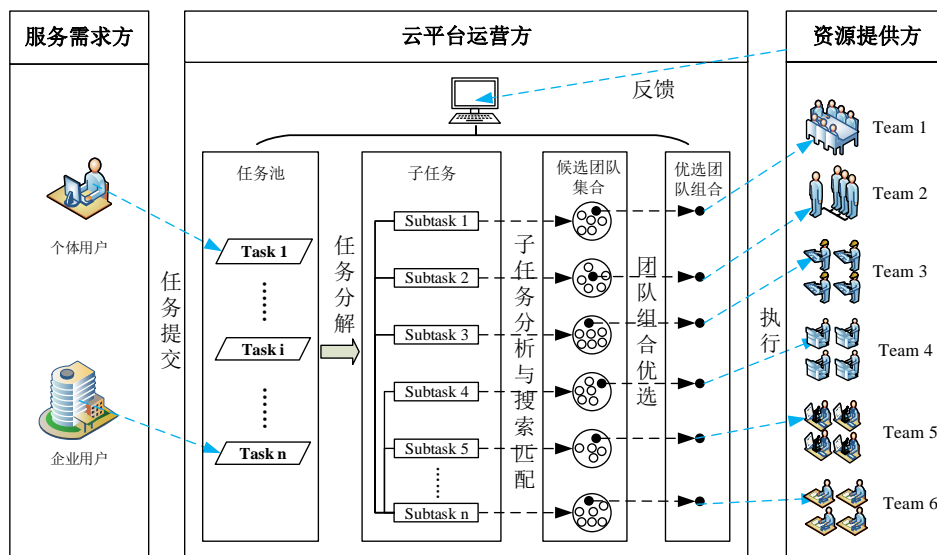 服务需求方
云平台运营方
资源提供方
反馈
任务池
子任务
候选团队
集合
优选团
队组合
个体用户
企业用户
任务提交
Task 1
Task i
Task n
任务分解
Subtask 1
Subtask 2
Subtask 3
Subtask 4
Subtask 5
Subtask n
子任务分析与搜索匹配
团队组合优选
执行
Team 1
Team 2
Team 3
Team 4
Team 5
Team 6